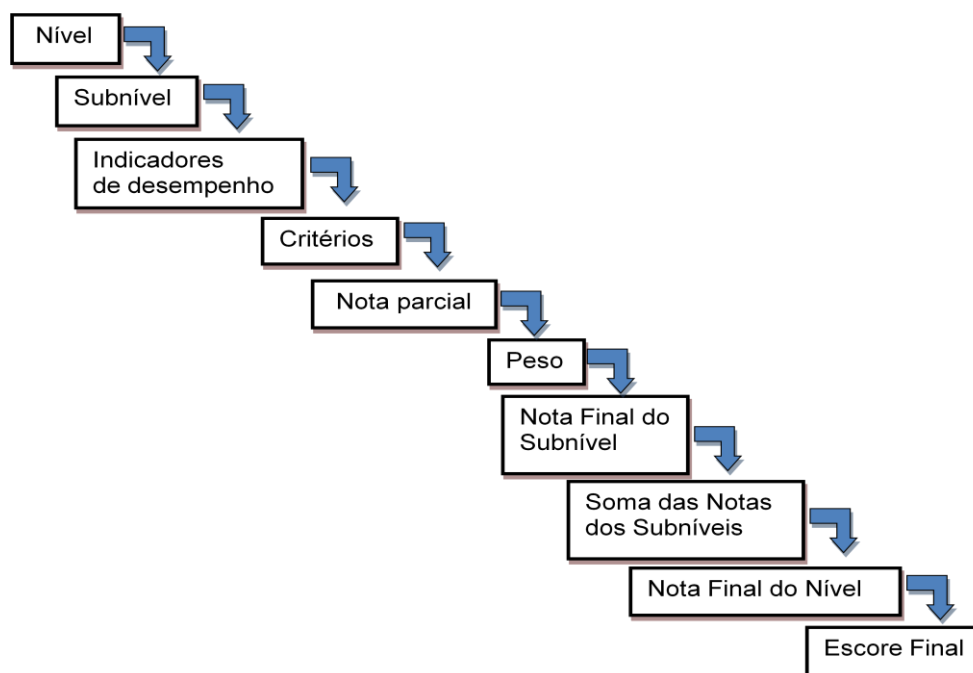 Nível
Subnível
Indicadores
de desempenho
Critérios
Nota parcial
Peso
Nota Final do
Subnível
Soma das Notas
dos Subníveis
Nota Final do Nível
Escore Final